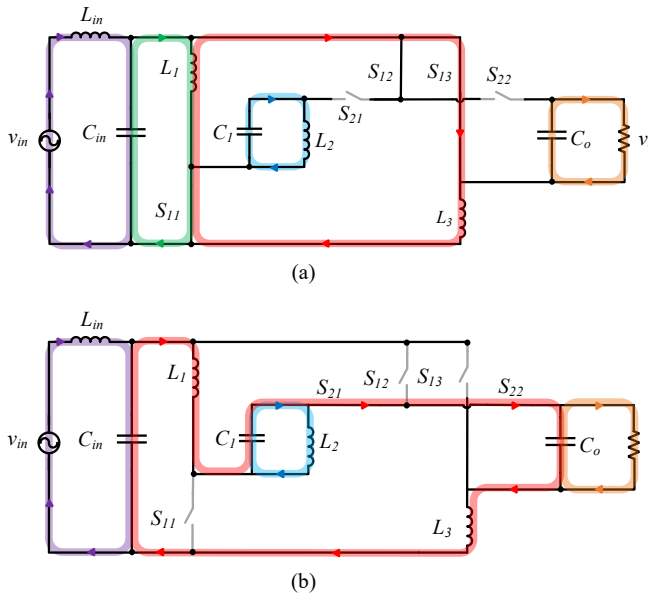 L_in
L_1
S_12
S_13
S_22
v_in
C_in
C_1
S_21
L_2
C_o
v
S_11
L_3
(a)
L_in
L_1
S_21
S_12
S_13
S_22
v_in
C_in
C_1
L_2
C_o
S_11
L_3
(b)